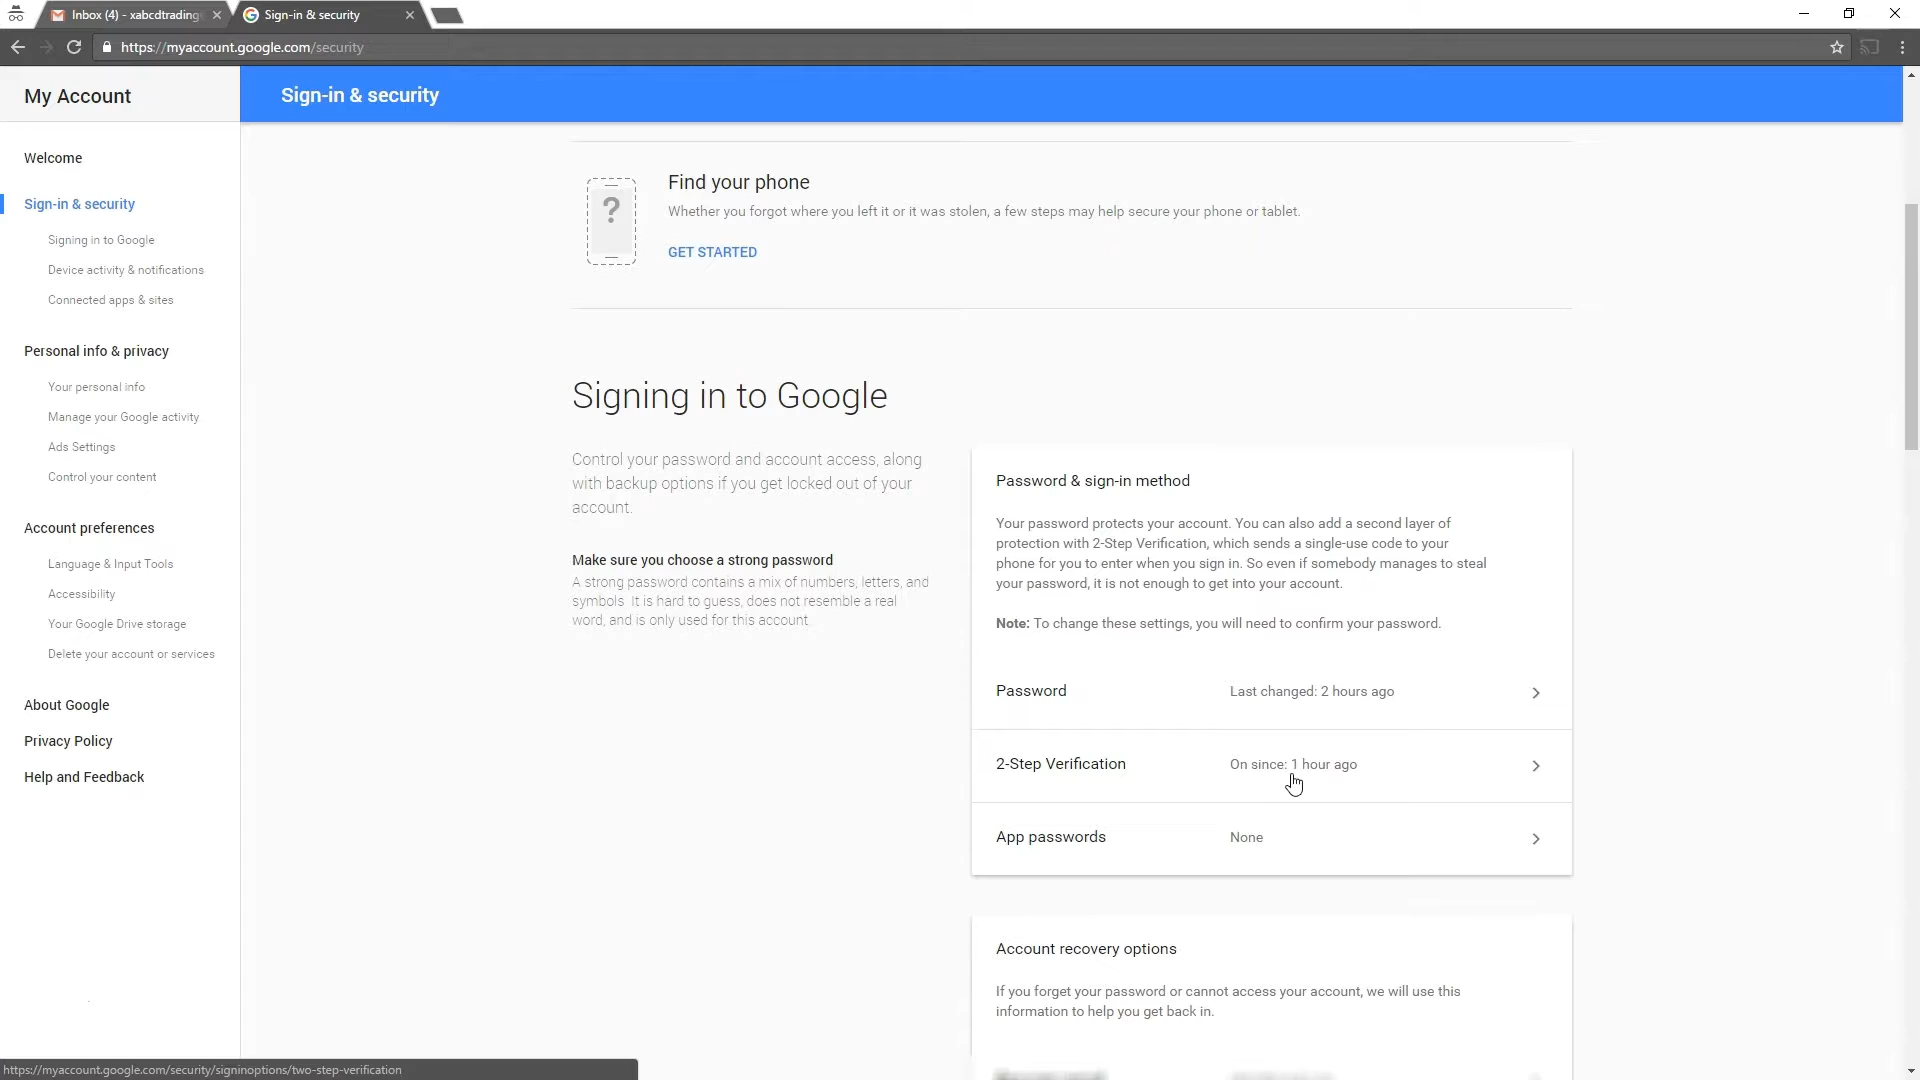 Inbox (4) - xabcdtrading
Sign-in & security
https://myaccount.google.com/security
My Account
Sign-in & security
Welcome
Sign-in & security
Signing in to Google
Device activity & notifications
Connected apps & sites
Personal info & privacy
Your personal info
Manage your Google activity
Ads Settings
Control your content
Account preferences
Language & Input Tools
Accessibility
Your Google Drive storage
Delete your account or services
About Google
Privacy Policy
Help and Feedback
?
Find your phone
Whether you forgot where you left it or it was stolen, a few steps may help secure your phone or tablet.
GET STARTED
Signing in to Google
Control your password and account access, along
with backup options if you get locked out of your
account.
Make sure you choose a strong password
A strong password contains a mix of numbers, letters, and
symbols. It is hard to guess, does not resemble a real
word, and is only used for this account.
Password & sign-in method
Your password protects your account. You can also add a second layer of
protection with 2-Step Verification, which sends a single-use code to your
phone for you to enter when you sign in. So even if somebody manages to steal
your password, it is not enough to get into your account.
Note: To change these settings, you will need to confirm your password.
Password Last changed: 2 hours ago
2-Step Verification On since: 1 hour ago
App passwords None
Account recovery options
If you forget your password or cannot access your account, we will use this
information to help you get back in.
https://myaccount.google.com/security/signinoptions/two-step-verification